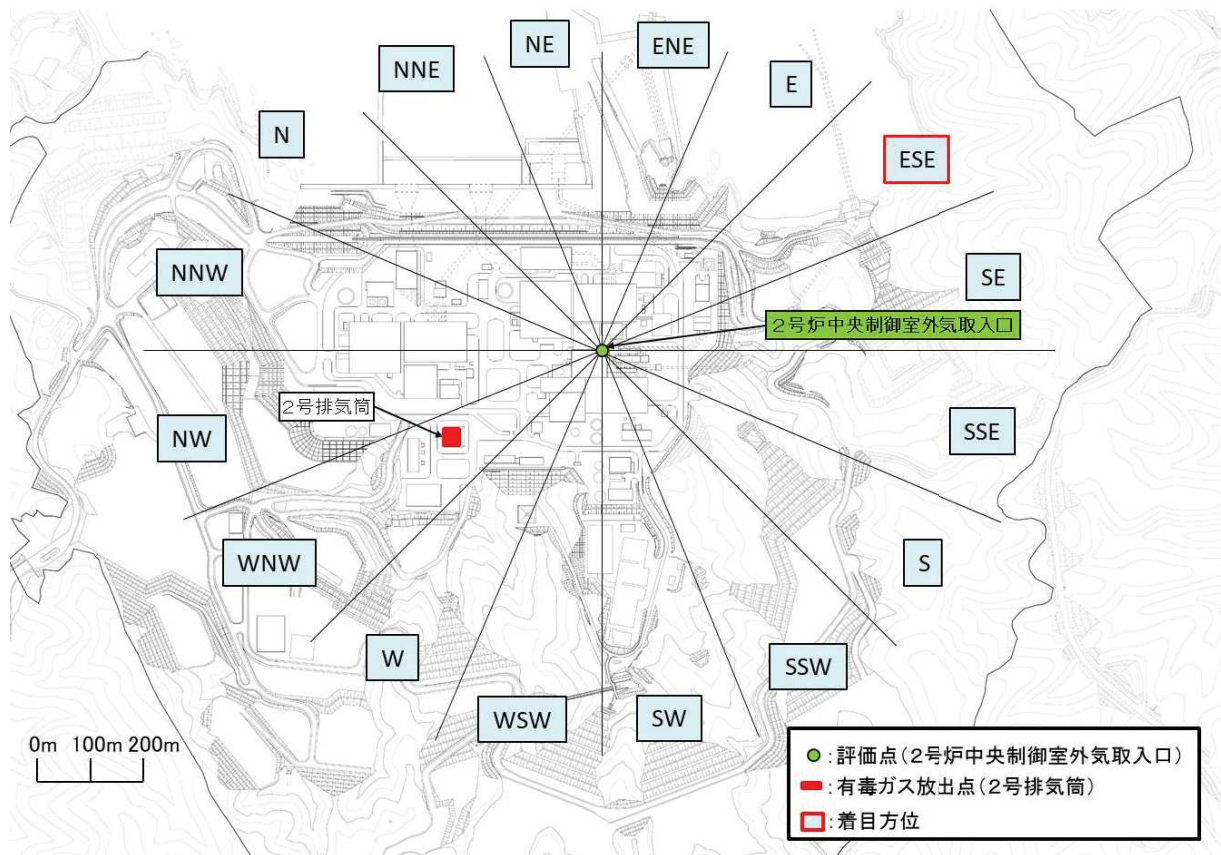 NE
ENE
NNE
E
N
ESE
NNW
SE
2号炉中央制御室外気取入口
2号排気筒
NW
SSE
WNW
S
W
SSW
WSW
SW
0m 100m 200m
:評価点(2号炉中央制御室外気取入口)
:有毒ガス放出点(2号排気筒)
:着目方位